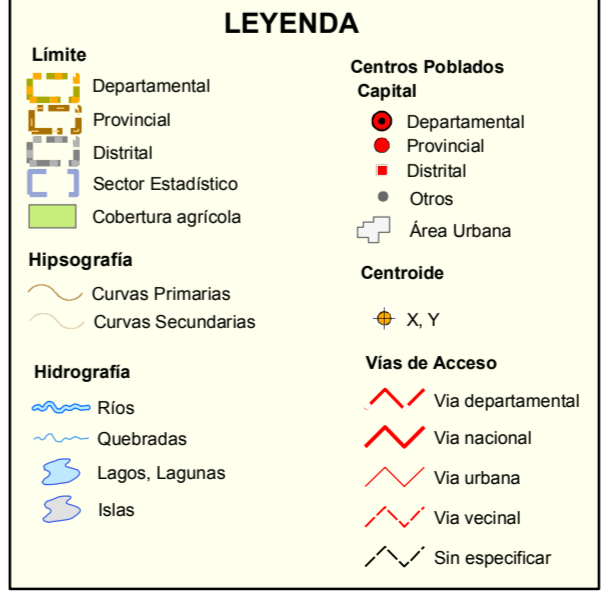 LEYENDA
Límite
Departamental
Provincial
Distrital
Sector Estadístico
Cobertura agrícola
Hipsografía
Curvas Primarias
Curvas Secundarias
Hidrografía
Ríos
Quebradas
Lagos, Lagunas
Islas
Centros Poblados
Capital
Departamental
Provincial
Distrital
Otros
Área Urbana
Centroide
X, Y
Vías de Acceso
Via departamental
Via nacional
Via urbana
Via vecinal
Sin especificar